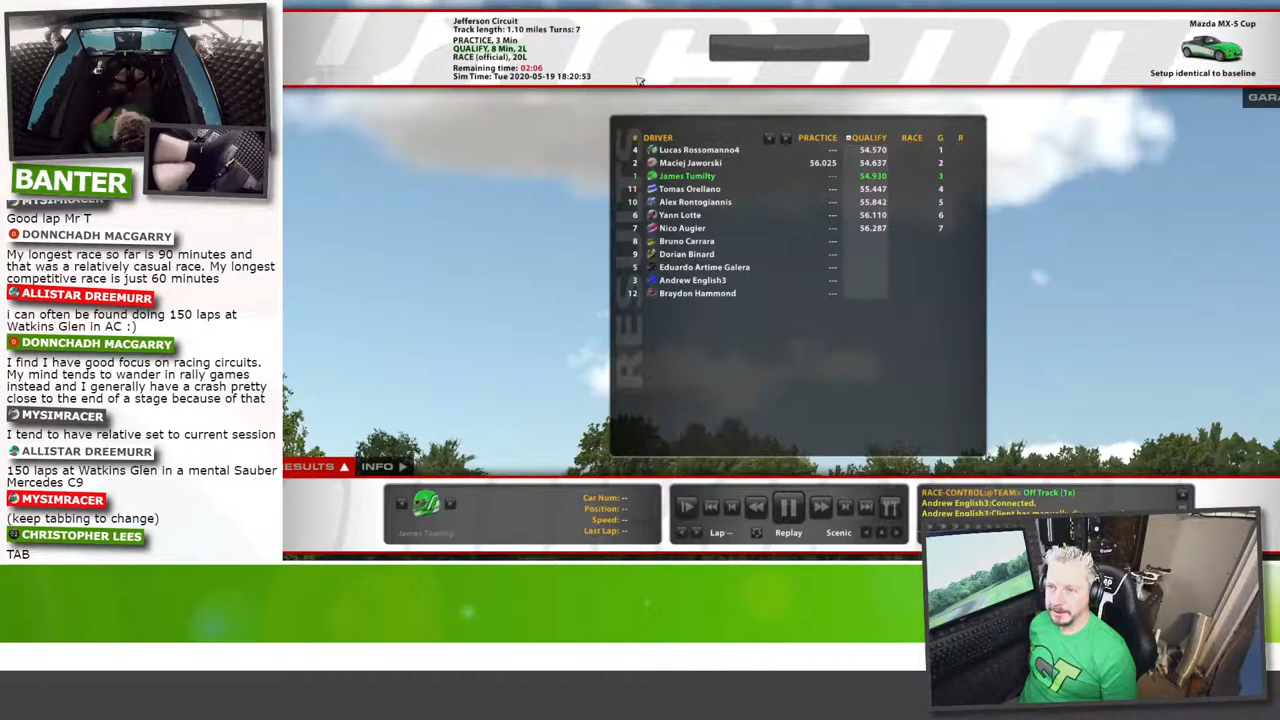 Jefferson Circuit
Track length: 1.10 miles Turns: 7
PRACTICE, 3 Min
QUALIFY, 8 Min, 2L
RACE (official), 20L
Remaining time: 02:06
Sim Time: Tue 2020-05-19 18:20:53
Mazda MX-5 Cup
Setup identical to baseline
GARA
BANTER
MYSIMRACER
Good lap Mr T
DONNCHADH MACGARRY
My longest race so far is 90 minutes and
that was a relatively casual race. My longest
competitive race is just 60 minutes
ALLISTAR DREEMURR
i can often be found doing 150 laps at
Watkins Glen in AC :)
DONNCHADH MACGARRY
I find I have good focus on racing circuits.
My mind tends to wander in rally games
instead and I generally have a crash pretty
close to the end of a stage because of that
MYSIMRACER
I tend to have relative set to current session
ALLISTAR DREEMURR
150 laps at Watkins Glen in a mental Sauber
Mercedes C9
MYSIMRACER
(keep tabbing to change)
CHRISTOPHER LEES
TAB
RESULTS
# DRIVER PRACTICE QUALIFY RACE G R
4 Lucas Rossomanno4 --- 54.570 1
2 Maciej Jaworski 56.025 54.637 2
1 James Tumilty --- 54.930 3
11 Tomas Orellano --- 55.447 4
10 Alex Rontogiannis --- 55.842 5
6 Yann Lotte --- 56.110 6
7 Nico Augier --- 56.287 7
8 Bruno Carrara ---
9 Dorian Binard ---
5 Eduardo Artime Galera ---
3 Andrew English3 ---
12 Braydon Hammond ---
ESULTS INFO
James Tumilty
Car Num: --
Position: --
Speed: --
Last Lap: --
Lap -- Replay Scenic
RACE-CONTROL:@TEAM> Off Track (1x)
Andrew English3:Connected.